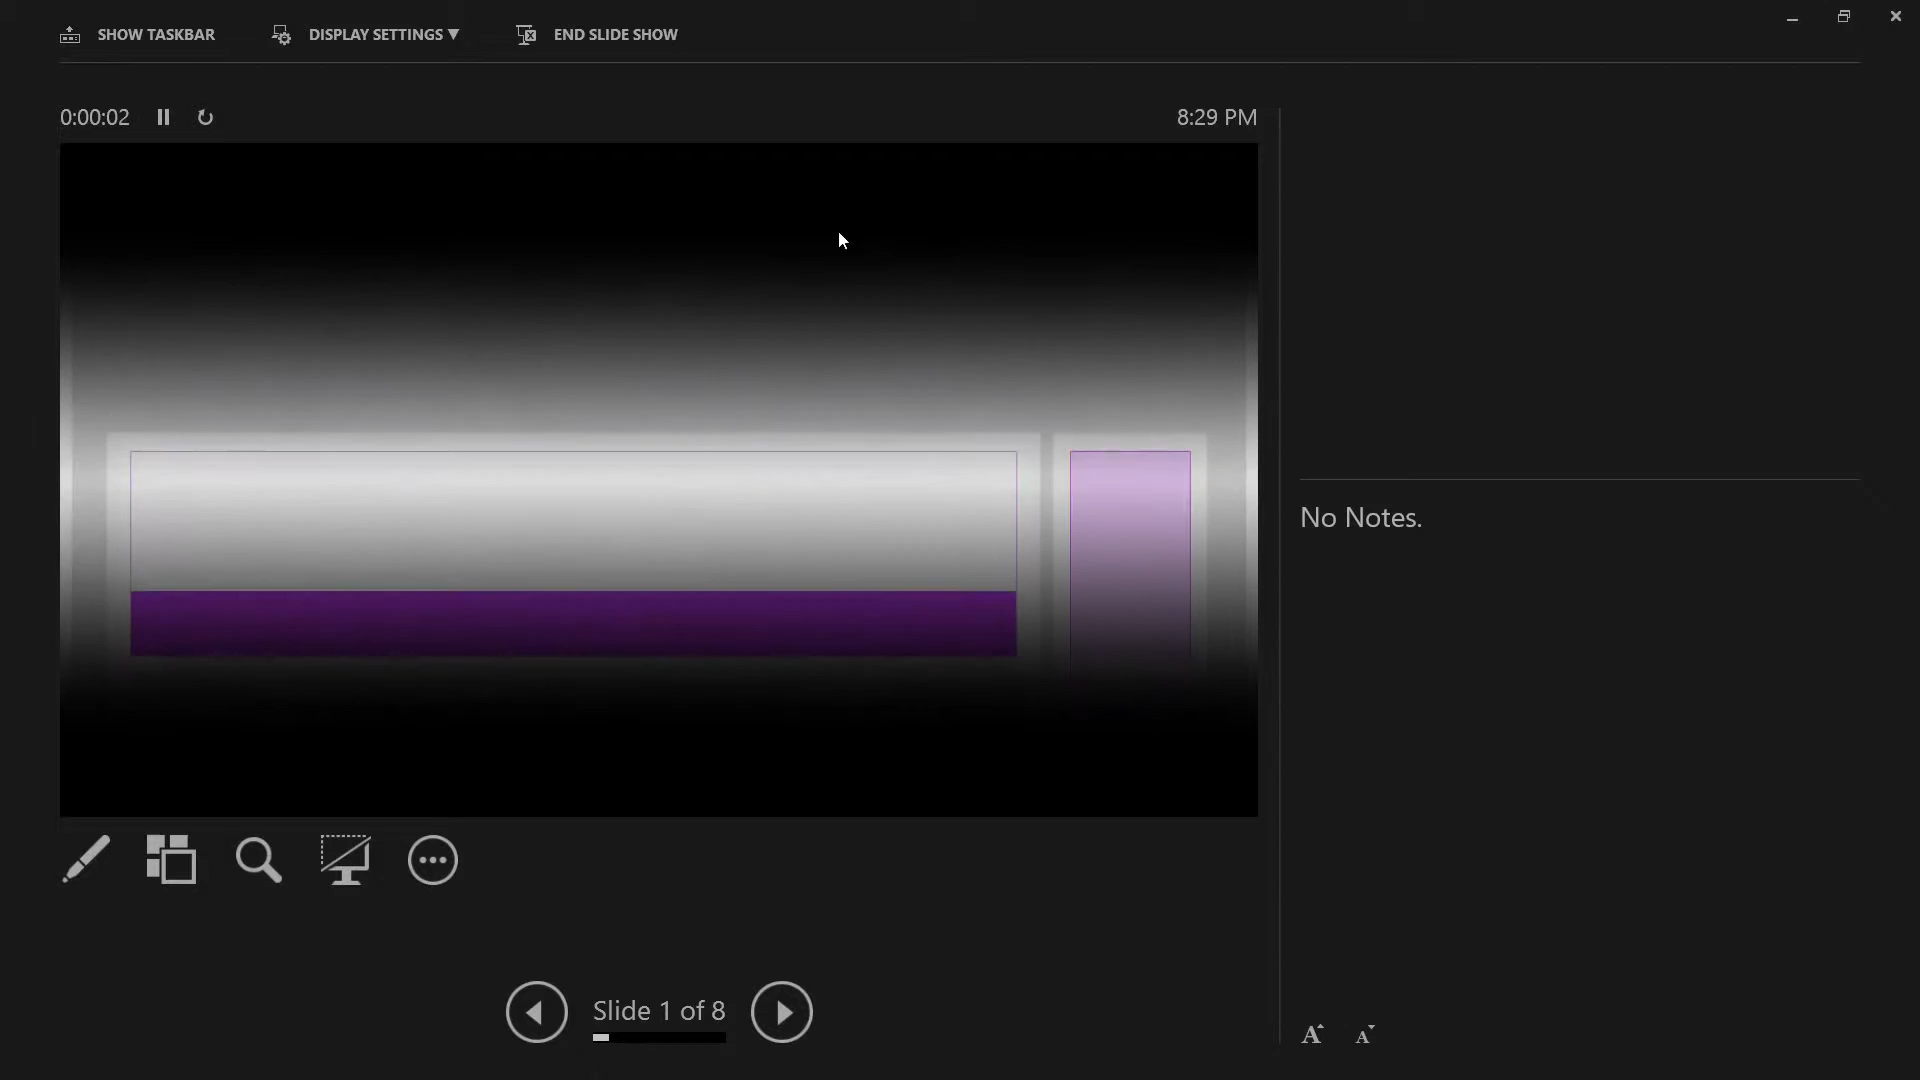 SHOW TASKBAR
DISPLAY SETTINGS ▼
END SLIDE SHOW
0:00:02
8:29 PM
No Notes.
Slide 1 of 8
A A